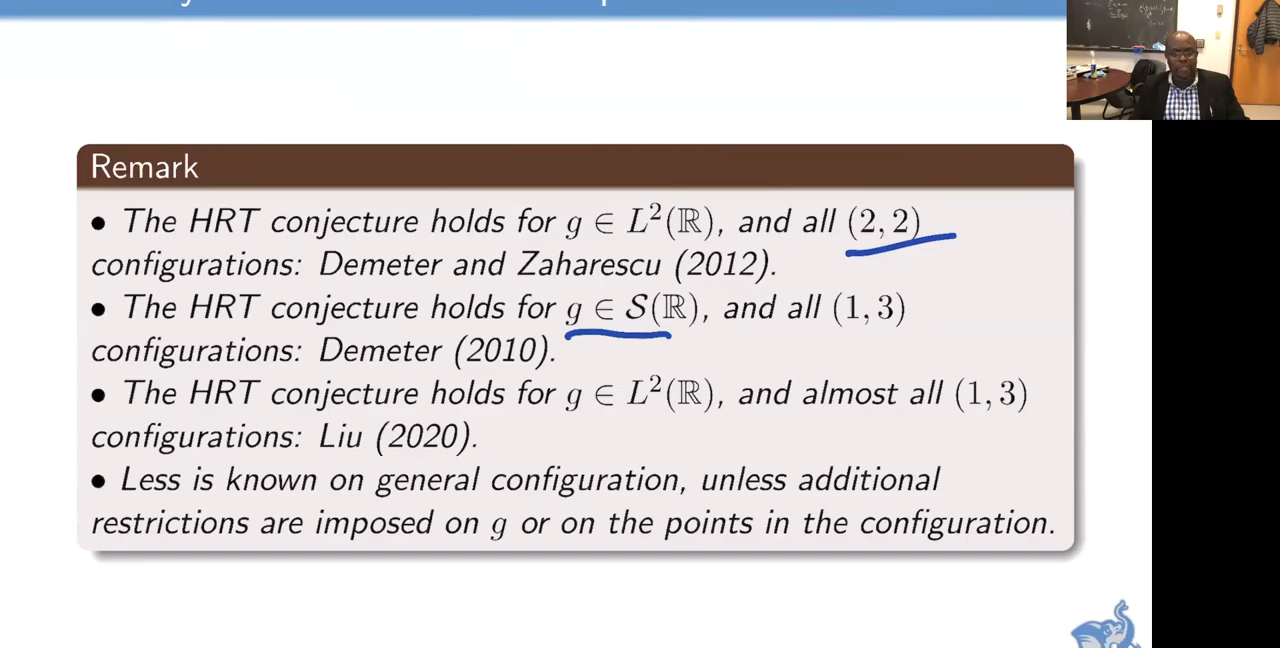 Remark
• The HRT conjecture holds for g ∈ L²(ℝ), and all (2, 2)
configurations: Demeter and Zaharescu (2012).
• The HRT conjecture holds for g ∈ 𝒮(ℝ), and all (1, 3)
configurations: Demeter (2010).
• The HRT conjecture holds for g ∈ L²(ℝ), and almost all (1, 3)
configurations: Liu (2020).
• Less is known on general configuration, unless additional
restrictions are imposed on g or on the points in the configuration.